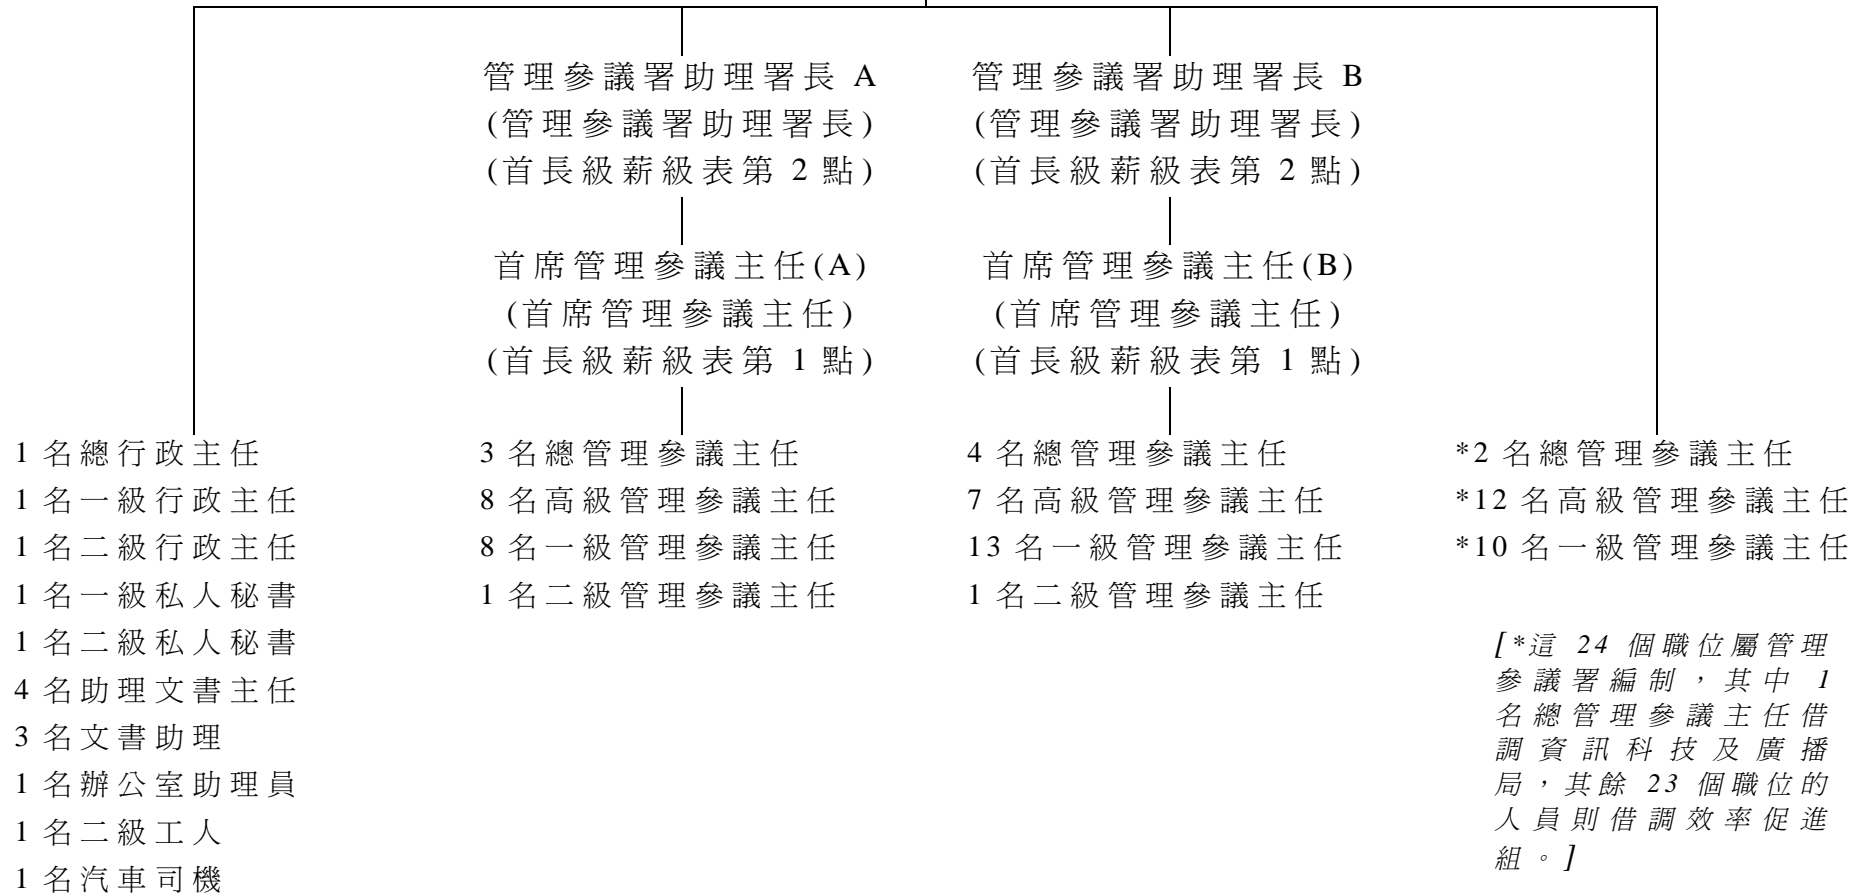 管理參議署助理署長 A
(管理參議署助理署長)
(首長級薪級表第 2 點)
首席管理參議主任(A)
(首席管理參議主任)
(首長級薪級表第 1 點)
管理參議署助理署長 B
(管理參議署助理署長)
(首長級薪級表第 2 點)
首席管理參議主任(B)
(首席管理參議主任)
(首長級薪級表第 1 點)
1 名總行政主任
1 名一級行政主任
1 名二級行政主任
1 名一級私人秘書
1 名二級私人秘書
4 名助理文書主任
3 名文書助理
1 名辦公室助理員
1 名二級工人
1 名汽車司機
3 名總管理參議主任
8 名高級管理參議主任
8 名一級管理參議主任
1 名二級管理參議主任
4 名總管理參議主任
7 名高級管理參議主任
13 名一級管理參議主任
1 名二級管理參議主任
*2 名總管理參議主任
*12 名高級管理參議主任
*10 名一級管理參議主任
[*這 24 個職位屬管理
參議署編制，其中 1
名總管理參議主任借
調資訊科技及廣播
局，其餘 23 個職位的
人員則借調效率促進
組。]